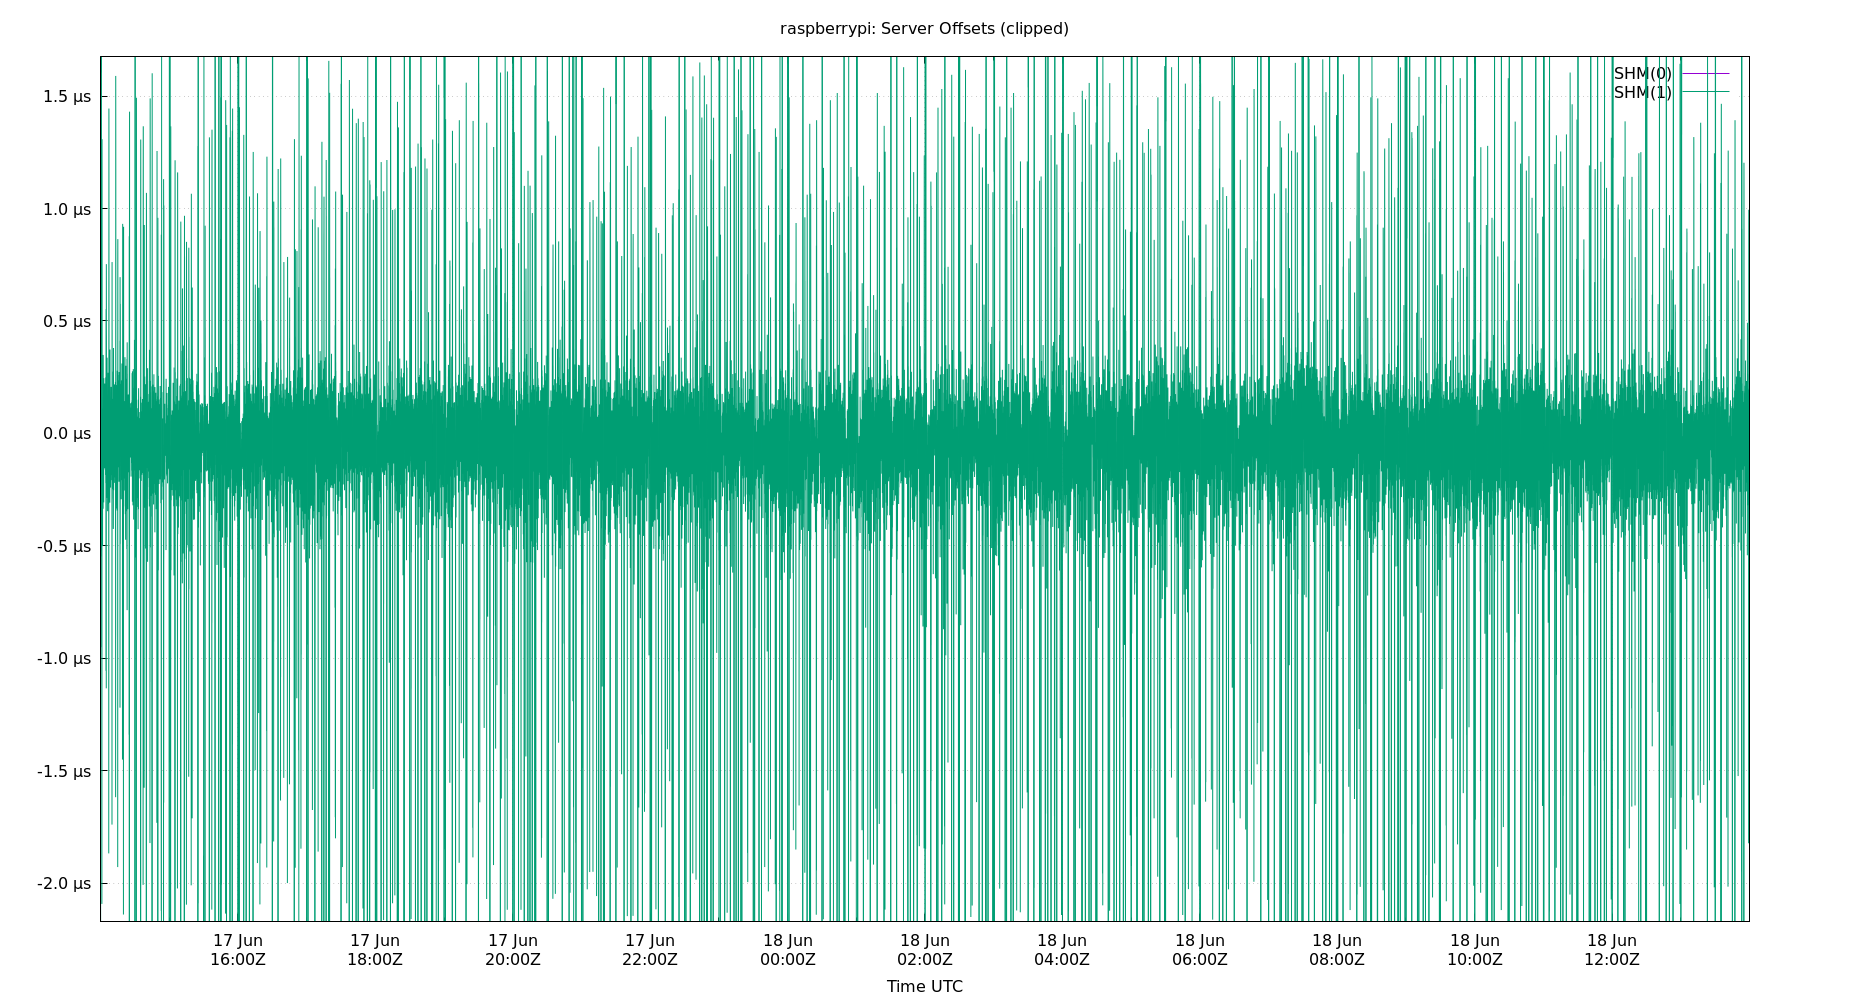 raspberrypi: Server Offsets (clipped)
SHM(0)
SHM(1)
1.5 µs
1.0 µs
0.5 µs
0.0 µs
-0.5 µs
-1.0 µs
-1.5 µs
-2.0 µs
17 Jun 17 Jun 17 Jun 17 Jun 18 Jun 18 Jun 18 Jun 18 Jun 18 Jun 18 Jun 18 Jun
16:00Z 18:00Z 20:00Z 22:00Z 00:00Z 02:00Z 04:00Z 06:00Z 08:00Z 10:00Z 12:00Z
Time UTC